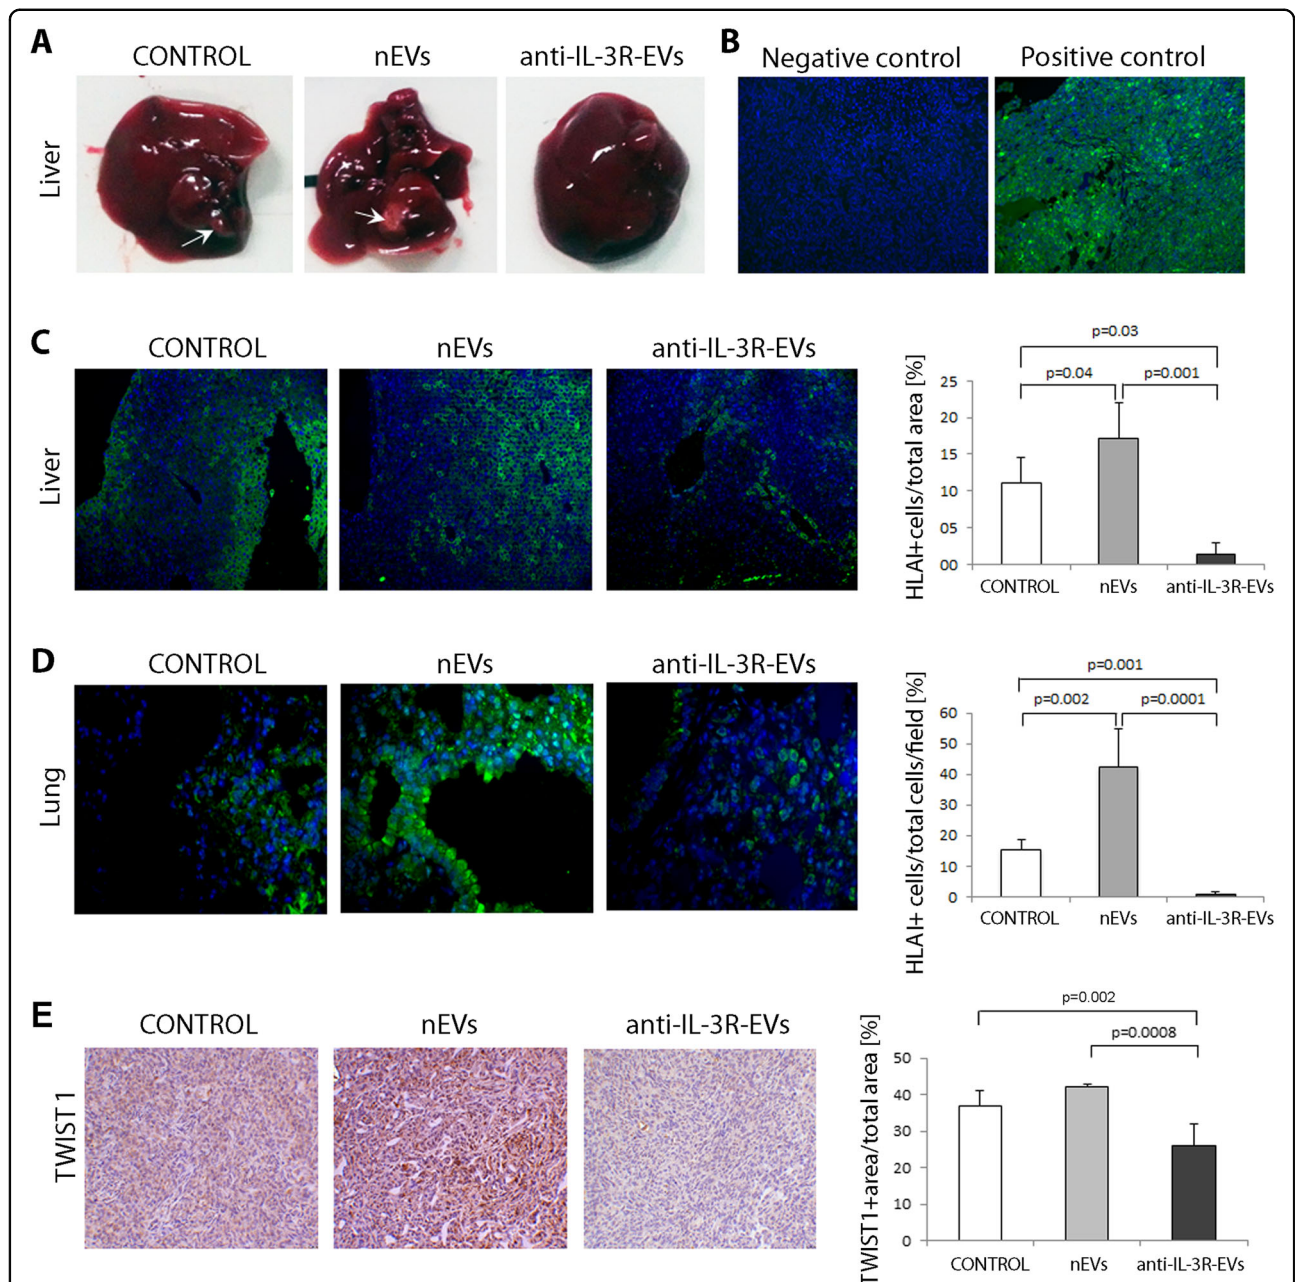 A
CONTROL
nEVs
anti-IL-3R-EVs
Liver
B
Negative control
Positive control
C
CONTROL
nEVs
anti-IL-3R-EVs
Liver
HLAI+cells/total area [%]
p=0.03
p=0.04
p=0.001
25
20
15
10
05
00
CONTROL
nEVs
anti-IL-3R-EVs
D
CONTROL
nEVs
anti-IL-3R-EVs
Lung
HLAI+ cells/total cells/field [%]
p=0.001
p=0.002
p=0.0001
60
50
40
30
20
10
0
CONTROL
nEVs
anti-IL-3R-EVs
E
CONTROL
nEVs
anti-IL-3R-EVs
TWIST1
TWIST1+area/total area [%]
p=0.002
p=0.0008
50
40
30
20
10
0
CONTROL
nEVs
anti-IL-3R-EVs